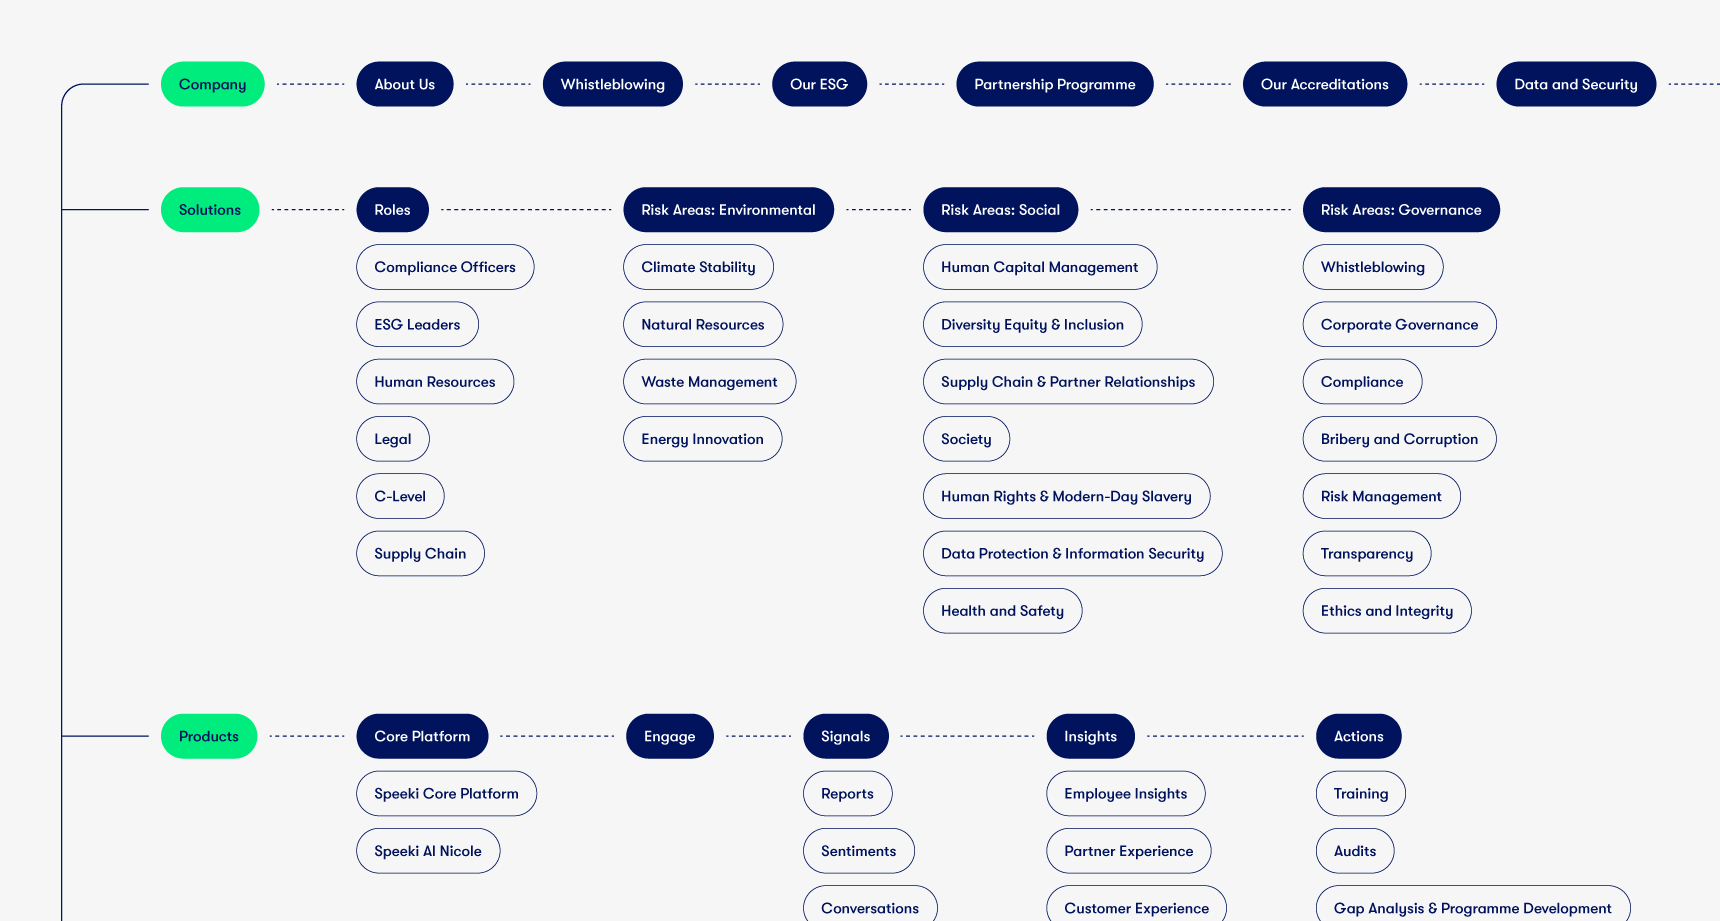 Company
About Us
Whistleblowing
Our ESG
Partnership Programme
Our Accreditations
Data and Security
Solutions
Roles
Compliance Officers
ESG Leaders
Human Resources
Legal
C-Level
Supply Chain
Risk Areas: Environmental
Climate Stability
Natural Resources
Waste Management
Energy Innovation
Risk Areas: Social
Human Capital Management
Diversity Equity & Inclusion
Supply Chain & Partner Relationships
Society
Human Rights & Modern-Day Slavery
Data Protection & Information Security
Health and Safety
Risk Areas: Governance
Whistleblowing
Corporate Governance
Compliance
Bribery and Corruption
Risk Management
Transparency
Ethics and Integrity
Products
Core Platform
Speeki Core Platform
Speeki AI Nicole
Engage
Signals
Reports
Sentiments
Conversations
Insights
Employee Insights
Partner Experience
Customer Experience
Actions
Training
Audits
Gap Analysis & Programme Development